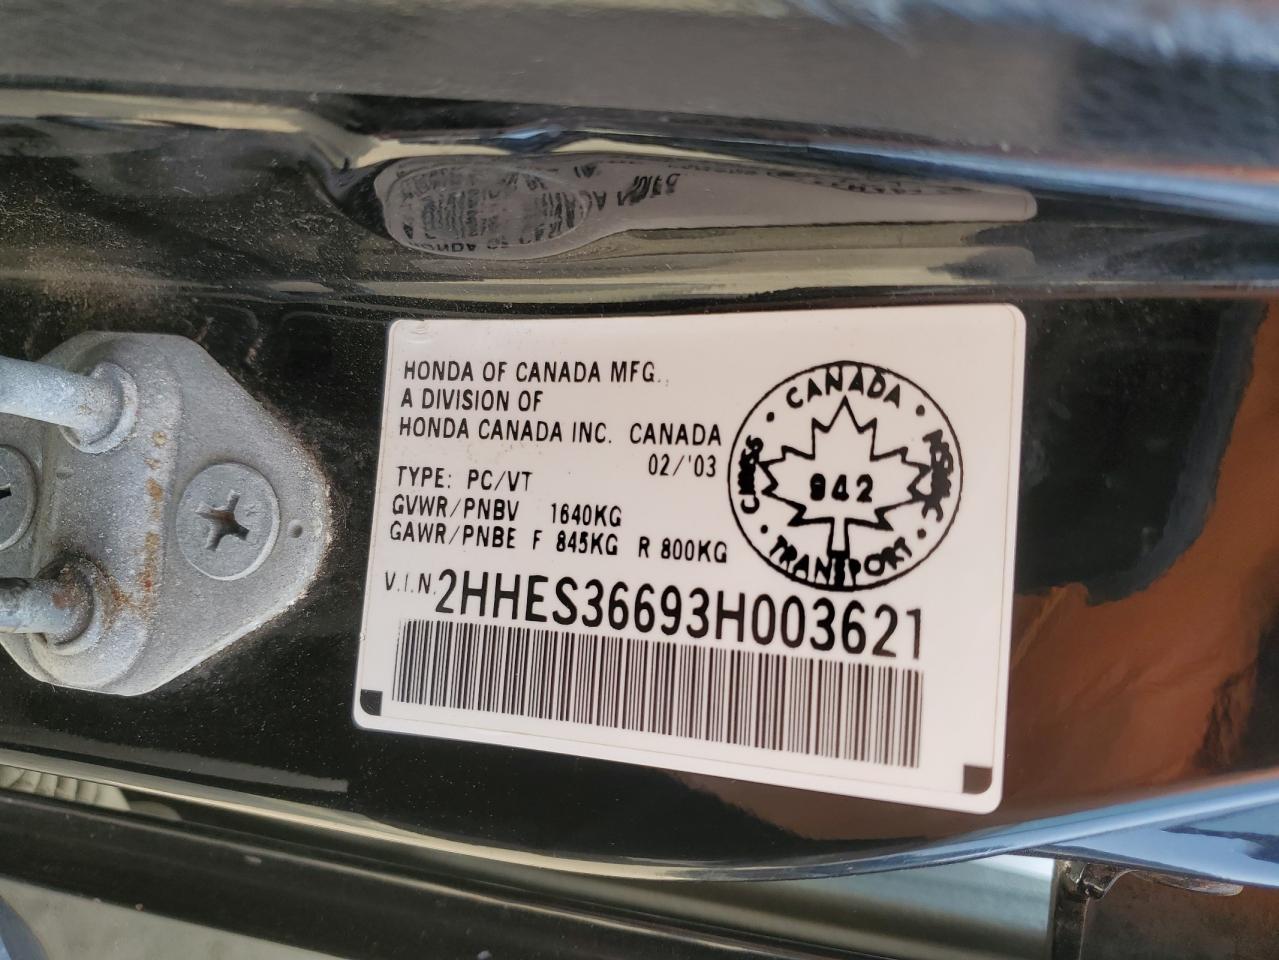 HONDA OF CANADA MFG.,
A DIVISION OF
HONDA CANADA INC. CANADA
02/'03
TYPE: PC/VT
GVWR/PNBV 1640KG
GAWR/PNBE F 845KG R 800KG
V.I.N. 2HHES36693H003621
· CANADA ·
942
· TRANSPORT ·